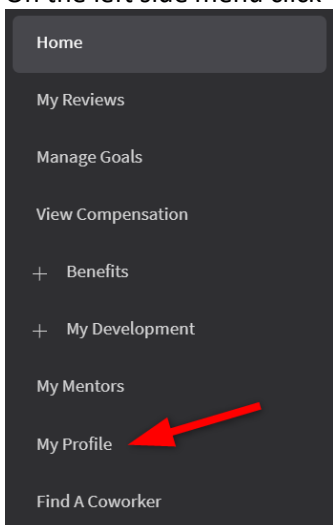 On the left side menu click
Home
My Reviews
Manage Goals
View Compensation
+ Benefits
+ My Development
My Mentors
My Profile
Find A Coworker